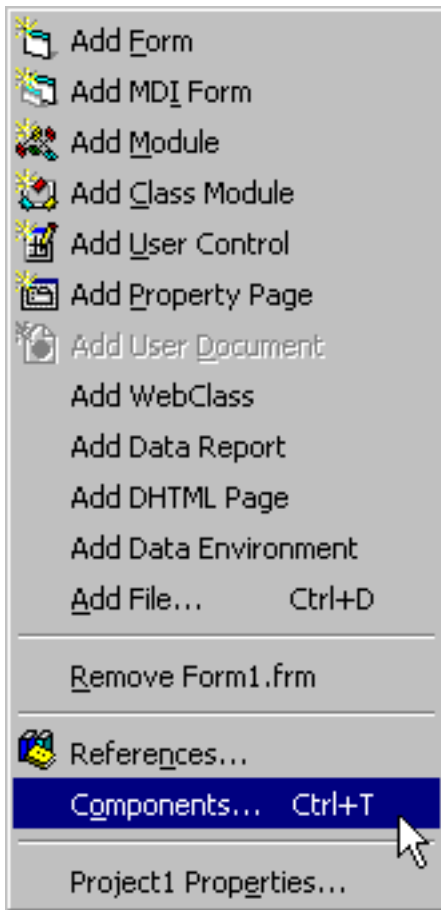 Add Form
Add MDI Form
Add Module
Add Class Module
Add User Control
Add Property Page
Add User Document
Add WebClass
Add Data Report
Add DHTML Page
Add Data Environment
Add File... Ctrl+D
Remove Form1.frm
References...
Components... Ctrl+T
Project1 Properties...